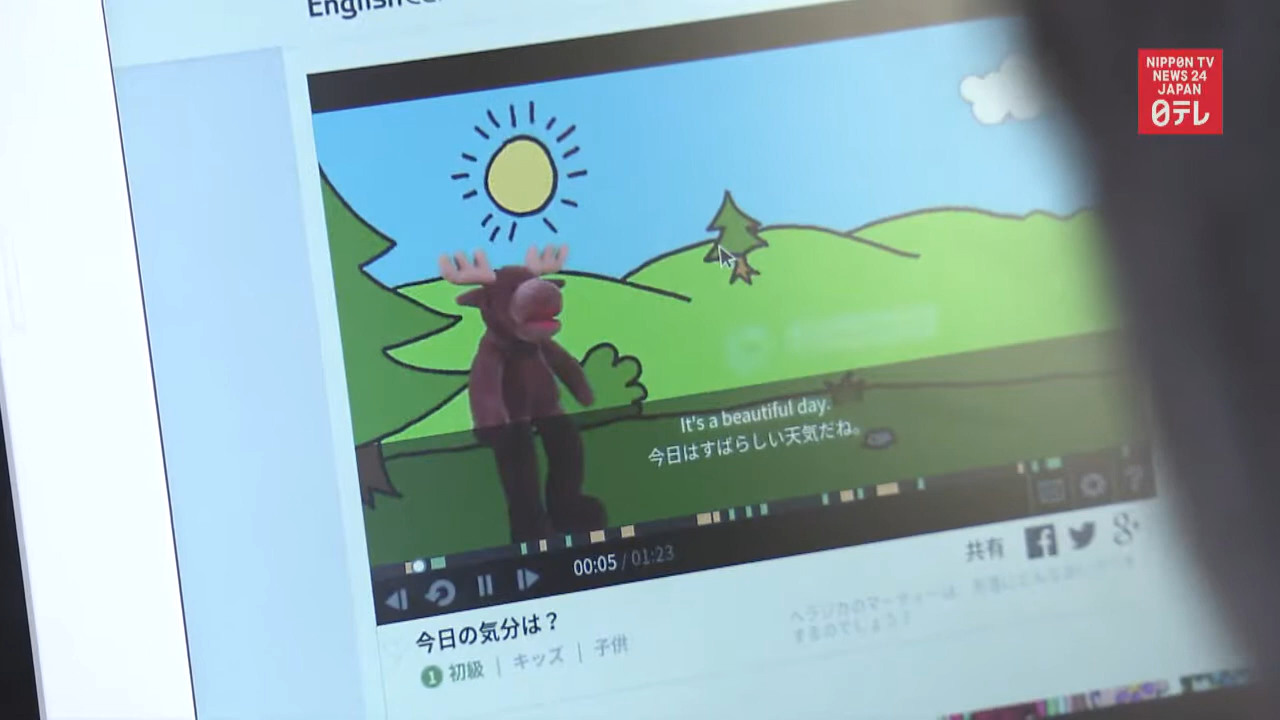 NIPPON TV
NEWS 24
JAPAN
日テレ
It's a beautiful day.
今日はすばらしい天気だね。
00:05 / 01:23
共有
今日の気分は？
1 初級 | キッズ | 子供